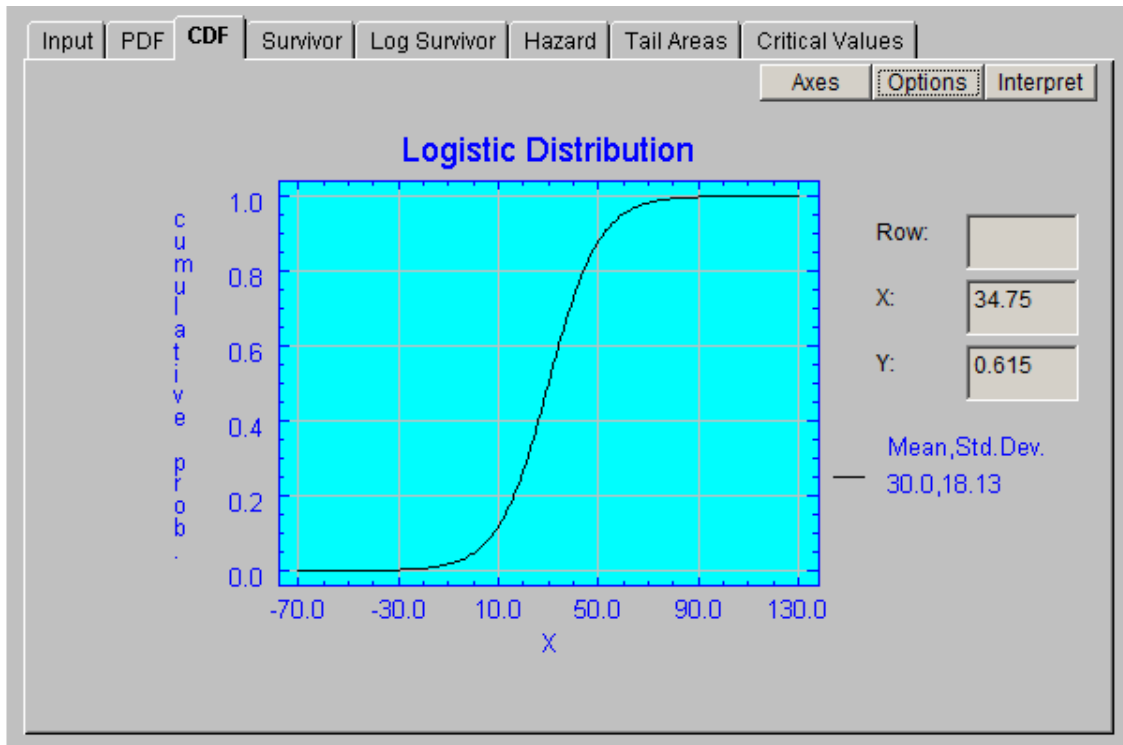 Input PDF CDF Survivor Log Survivor Hazard Tail Areas Critical Values
Axes Options Interpret
Logistic Distribution
cumulative prob.
1.0
0.8
0.6
0.4
0.2
0.0
-70.0 -30.0 10.0 50.0 90.0 130.0
X
Row:
X: 34.75
Y: 0.615
Mean,Std.Dev.
30.0,18.13